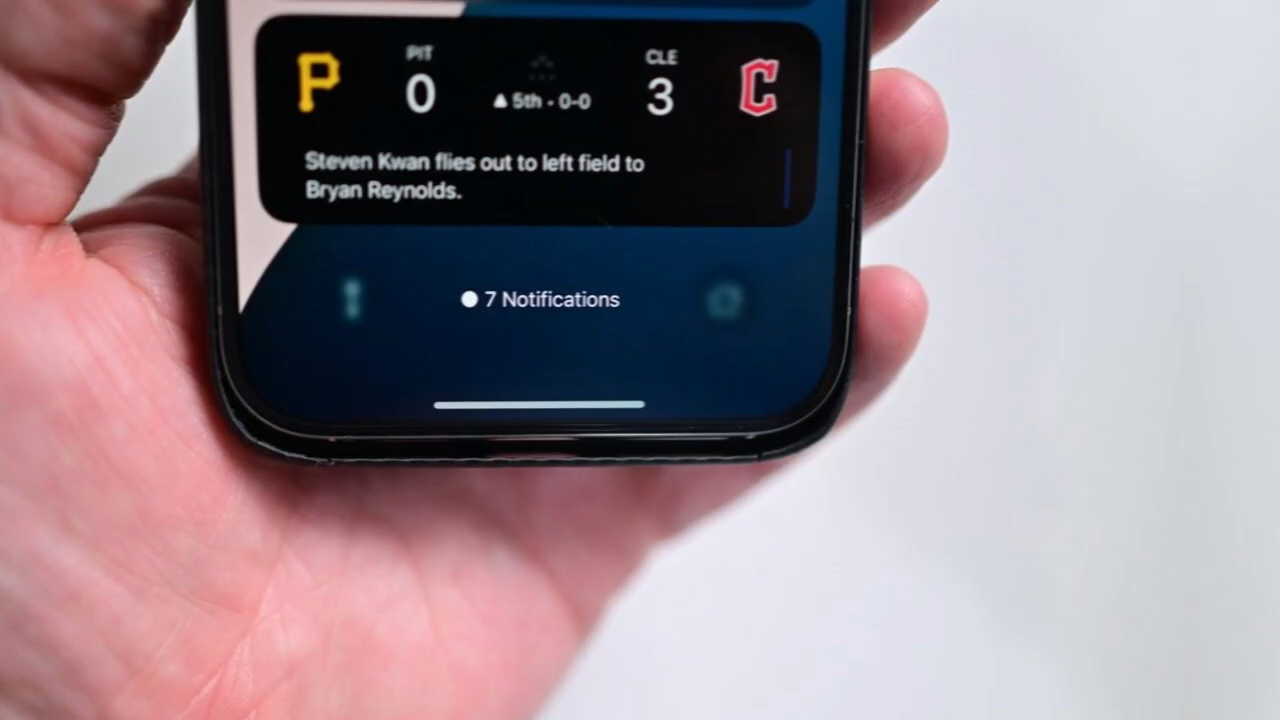 P PIT CLE C
0 ▲ 5th - 0-0 3
Steven Kwan flies out to left field to
Bryan Reynolds.
7 Notifications